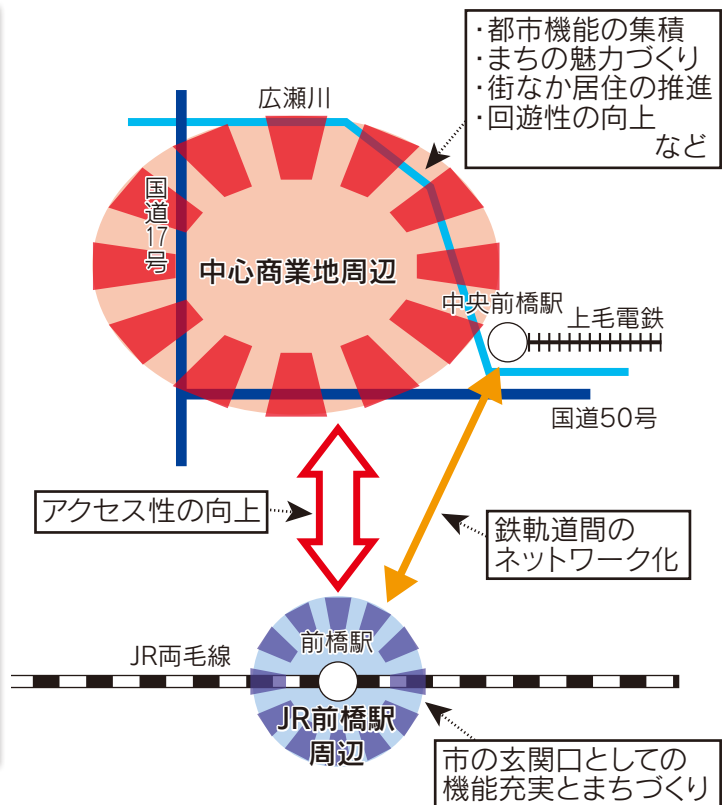 ・都市機能の集積
・まちの魅力づくり
・街なか居住の推進
・回遊性の向上
など
広瀬川
国道17号
中心商業地周辺
中央前橋駅
上毛電鉄
国道50号
アクセス性の向上
鉄軌道間の
ネットワーク化
前橋駅
JR両毛線
JR前橋駅
周辺
市の玄関口としての
機能充実とまちづくり